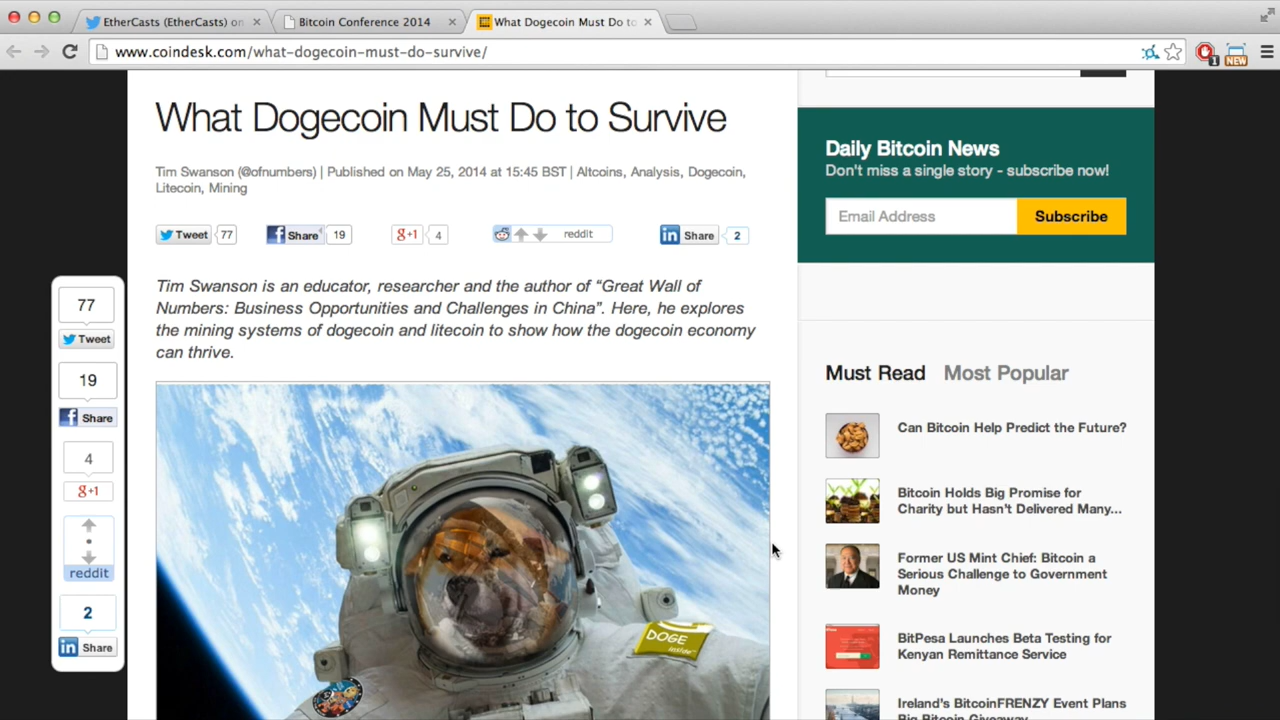 EtherCasts (EtherCasts) on
Bitcoin Conference 2014
What Dogecoin Must Do to
www.coindesk.com/what-dogecoin-must-do-survive/
1
NEW
What Dogecoin Must Do to Survive
Tim Swanson (@ofnumbers) | Published on May 25, 2014 at 15:45 BST | Altcoins, Analysis, Dogecoin,
Litecoin, Mining
Tweet 77
Share 19
g+1 4
reddit
in Share 2
77
Tweet
19
Share
4
g+1
reddit
2
in Share
Tim Swanson is an educator, researcher and the author of “Great Wall of
Numbers: Business Opportunities and Challenges in China”. Here, he explores
the mining systems of dogecoin and litecoin to show how the dogecoin economy
can thrive.
DOGE
inside
Daily Bitcoin News
Don't miss a single story - subscribe now!
Email Address
Subscribe
Must Read Most Popular
Can Bitcoin Help Predict the Future?
Bitcoin Holds Big Promise for
Charity but Hasn’t Delivered Many...
Former US Mint Chief: Bitcoin a
Serious Challenge to Government
Money
BitPesa Launches Beta Testing for
Kenyan Remittance Service
Ireland's BitcoinFRENZY Event Plans
Big Bitcoin Giveaway